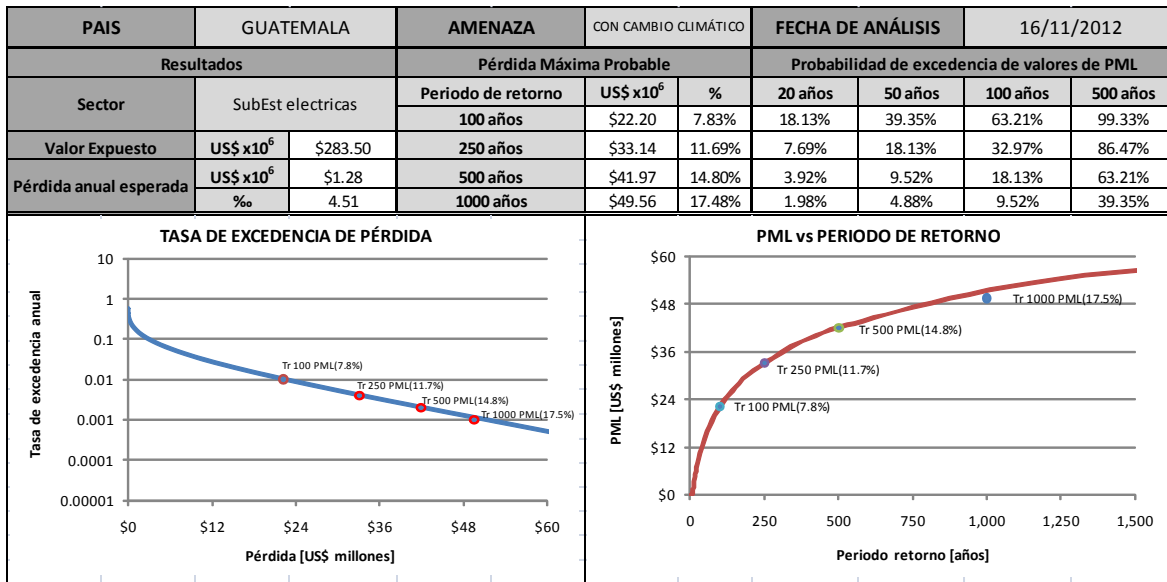 PAIS GUATEMALA AMENAZA CON CAMBIO CLIMÁTICO FECHA DE ANÁLISIS 16/11/2012
Resultados Pérdida Máxima Probable Probabilidad de excedencia de valores de PML
Sector SubEst electricas Periodo de retorno US$ x10⁶ % 20 años 50 años 100 años 500 años
100 años $22.20 7.83% 18.13% 39.35% 63.21% 99.33%
Valor Expuesto US$ x10⁶ $283.50 250 años $33.14 11.69% 7.69% 18.13% 32.97% 86.47%
Pérdida anual esperada US$ x10⁶ $1.28 500 años $41.97 14.80% 3.92% 9.52% 18.13% 63.21%
‰ 4.51 1000 años $49.56 17.48% 1.98% 4.88% 9.52% 39.35%
TASA DE EXCEDENCIA DE PÉRDIDA
Tasa de excedencia anual
10
1
0.1
0.01
0.001
0.0001
0.00001
Tr 100 PML(7.8%)
Tr 250 PML(11.7%)
Tr 500 PML(14.8%)
Tr 1000 PML(17.5%)
$0 $12 $24 $36 $48 $60
Pérdida [US$ millones]
PML vs PERIODO DE RETORNO
PML [US$ millones]
$60
$48
$36
$24
$12
$0
Tr 1000 PML(17.5%)
Tr 500 PML(14.8%)
Tr 250 PML(11.7%)
Tr 100 PML(7.8%)
0 250 500 750 1,000 1,250 1,500
Periodo retorno [años]